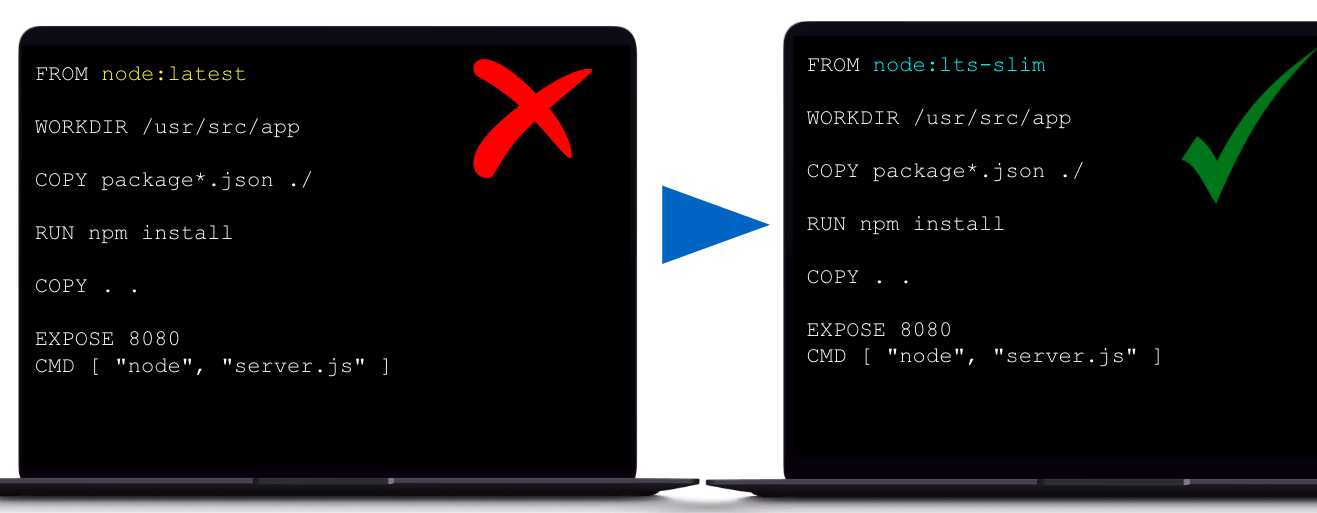 FROM node:latest
WORKDIR /usr/src/app
COPY package*.json ./
RUN npm install
COPY . .
EXPOSE 8080
CMD [ "node", "server.js" ]
FROM node:lts-slim
WORKDIR /usr/src/app
COPY package*.json ./
RUN npm install
COPY . .
EXPOSE 8080
CMD [ "node", "server.js" ]